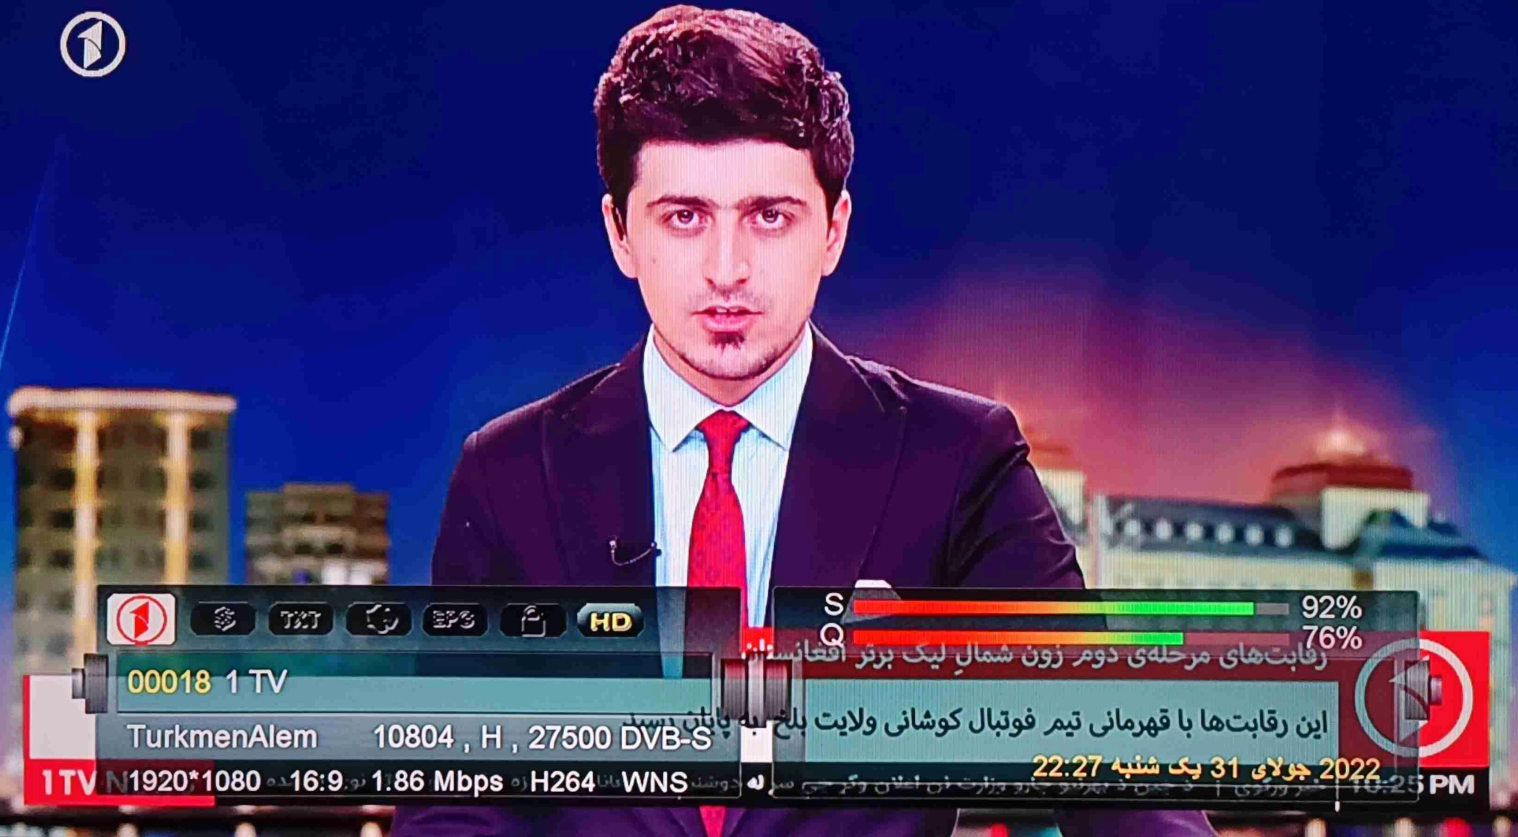 TXT EPG HD
S 92%
Q 76%
رقابت‌های مرحله‌ی دوم زون شمالِ لیگ برتر افغانستان
00018 1 TV
این رقابت‌ها با قهرمانی تیم فوتبال کوشانی ولایت بلخ به پایان رسید
TurkmenAlem 10804 , H , 27500 DVB-S
22:27 یک شنبه 31 جولای 2022
1TV N
1920*1080 16:9 1.86 Mbps H264 WNS
10:25 PM